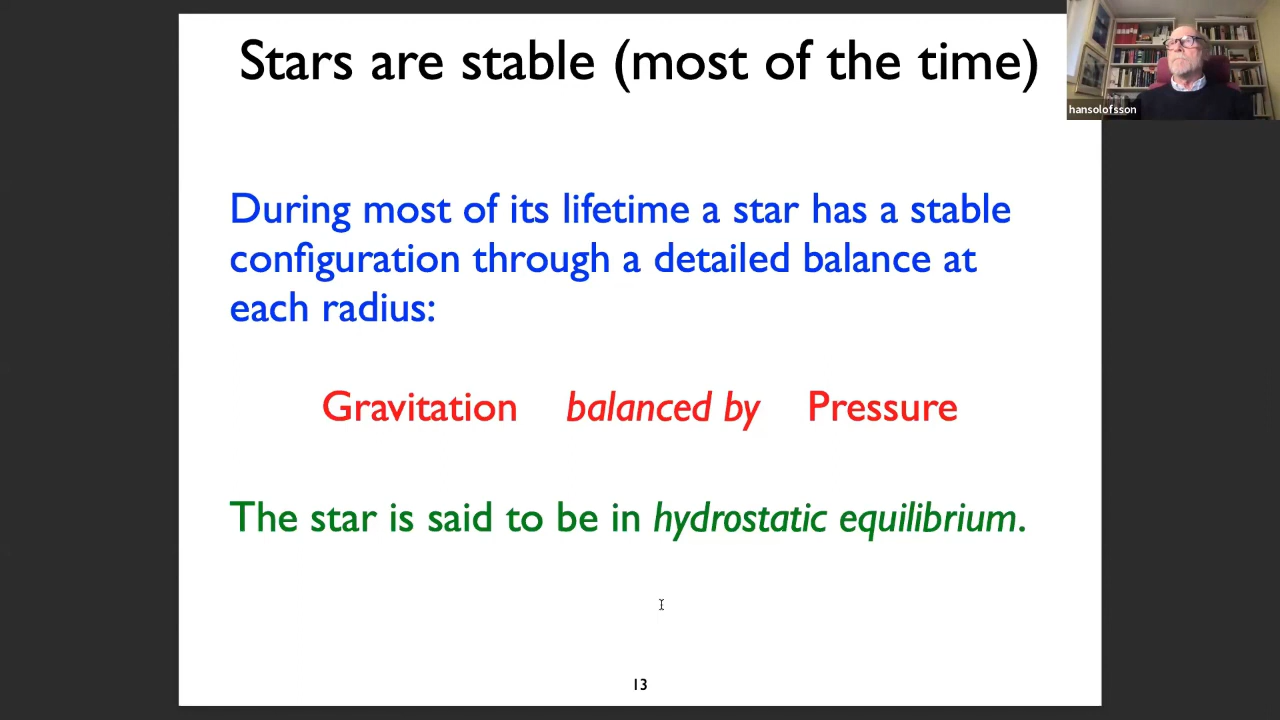 Stars are stable (most of the time)
hansolofsson
During most of its lifetime a star has a stable
configuration through a detailed balance at
each radius:
Gravitation balanced by Pressure
The star is said to be in hydrostatic equilibrium.
13